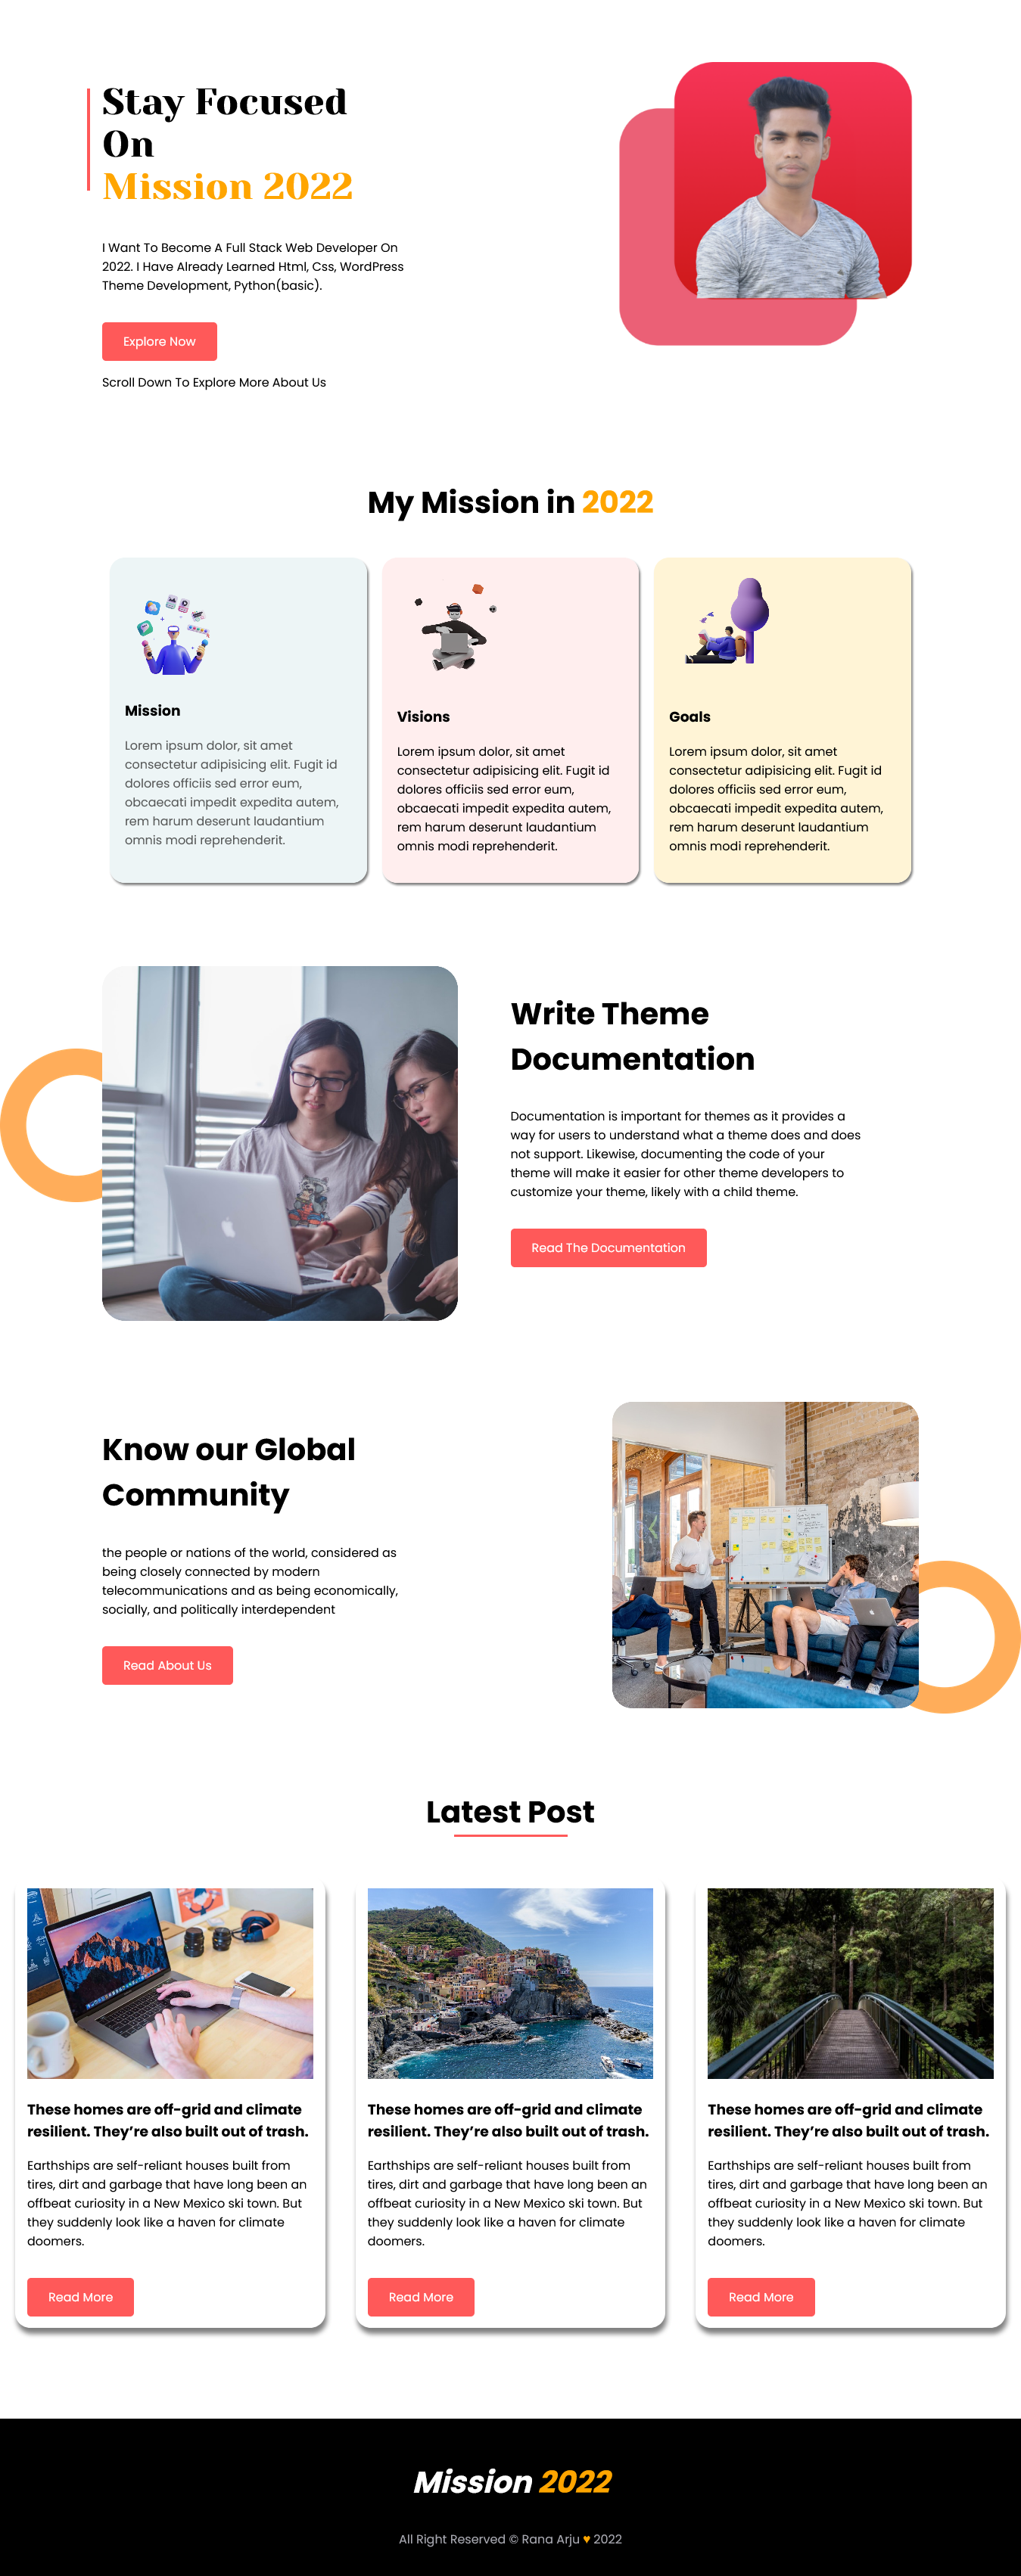 Stay Focused
On
Mission 2022
I Want To Become A Full Stack Web Developer On
2022. I Have Already Learned Html, Css, WordPress
Theme Development, Python(basic).
Explore Now
Scroll Down To Explore More About Us
My Mission in 2022
Mission
Lorem ipsum dolor, sit amet
consectetur adipisicing elit. Fugit id
dolores officiis sed error eum,
obcaecati impedit expedita autem,
rem harum deserunt laudantium
omnis modi reprehenderit.
Visions
Lorem ipsum dolor, sit amet
consectetur adipisicing elit. Fugit id
dolores officiis sed error eum,
obcaecati impedit expedita autem,
rem harum deserunt laudantium
omnis modi reprehenderit.
Goals
Lorem ipsum dolor, sit amet
consectetur adipisicing elit. Fugit id
dolores officiis sed error eum,
obcaecati impedit expedita autem,
rem harum deserunt laudantium
omnis modi reprehenderit.
Write Theme
Documentation
Documentation is important for themes as it provides a
way for users to understand what a theme does and does
not support. Likewise, documenting the code of your
theme will make it easier for other theme developers to
customize your theme, likely with a child theme.
Read The Documentation
Know our Global
Community
the people or nations of the world, considered as
being closely connected by modern
telecommunications and as being economically,
socially, and politically interdependent
Read About Us
Latest Post
These homes are off-grid and climate
resilient. They’re also built out of trash.
Earthships are self-reliant houses built from
tires, dirt and garbage that have long been an
offbeat curiosity in a New Mexico ski town. But
they suddenly look like a haven for climate
doomers.
Read More
These homes are off-grid and climate
resilient. They’re also built out of trash.
Earthships are self-reliant houses built from
tires, dirt and garbage that have long been an
offbeat curiosity in a New Mexico ski town. But
they suddenly look like a haven for climate
doomers.
Read More
These homes are off-grid and climate
resilient. They’re also built out of trash.
Earthships are self-reliant houses built from
tires, dirt and garbage that have long been an
offbeat curiosity in a New Mexico ski town. But
they suddenly look like a haven for climate
doomers.
Read More
Mission 2022
All Right Reserved © Rana Arju ♥ 2022